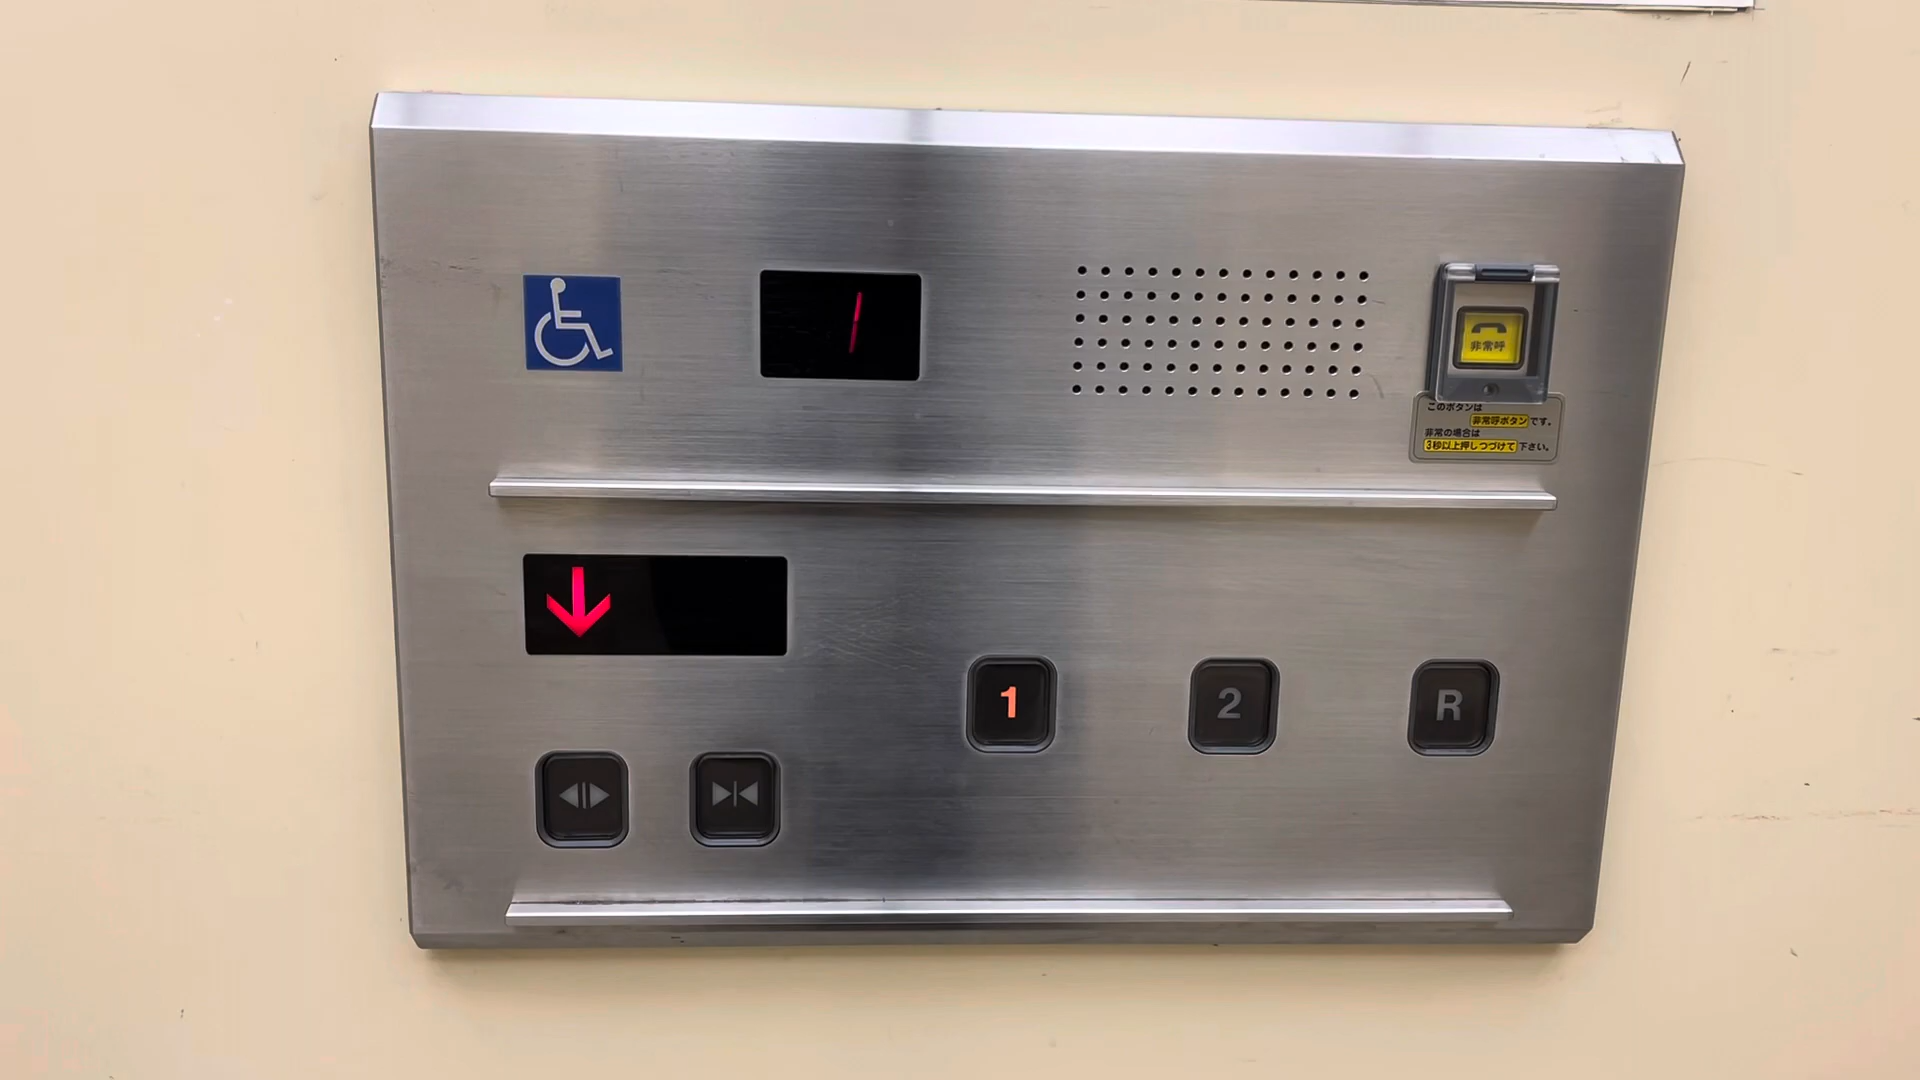 1
非常呼
このボタンは
非常呼ボタンです。
非常の場合は
3秒以上押しつづけて下さい。
1
2
R